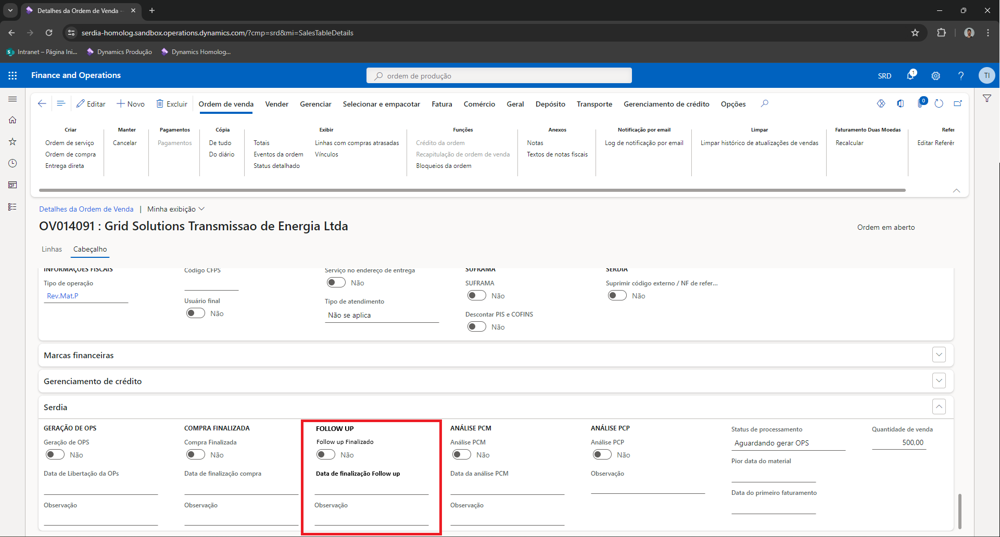 Detalhes da Ordem de Venda -
serdia-homolog.sandbox.operations.dynamics.com/?cmp=srd&mi=SalesTableDetails
Intranet – Página Ini... Dynamics Produção Dynamics Homolog...
Finance and Operations ordem de produção SRD 1 ? TI
Editar Novo Excluir Ordem de venda Vender Gerenciar Selecionar e empacotar Fatura Comércio Geral Depósito Transporte Gerenciamento de crédito Opções 0
Criar Manter Pagamentos Cópia Exibir Funções Anexos Notificação por email Limpar Faturamento Duas Moedas Refer
Ordem de serviço Cancelar Pagamentos De tudo Totais Linhas com compras atrasadas Crédito da ordem Notas Log de notificação por email Limpar histórico de atualizações de vendas Recalcular Editar Referêr
Ordem de compra Do diário Eventos da ordem Vínculos Recapitulação de ordem de venda Textos de notas fiscais
Entrega direta Status detalhado Bloqueios da ordem
Detalhes da Ordem de Venda | Minha exibição
OV014091 : Grid Solutions Transmissao de Energia Ltda
Ordem em aberto
Linhas Cabeçalho
INFORMAÇÕES FISCAIS Código CFPS Serviço no endereço de entrega SUFRAMA SERDIA
Tipo de operação Não SUFRAMA Suprimir código externo / NF de refer...
Rev.Mat.P Não Não
Usuário final Tipo de atendimento
Não Não se aplica Descontar PIS e COFINS
Não
Marcas financeiras
Gerenciamento de crédito
Serdia
GERAÇÃO DE OPS COMPRA FINALIZADA FOLLOW UP ANÁLISE PCM ANÁLISE PCP Status de processamento Quantidade de venda
Geração de OPS Compra Finalizada Follow up Finalizado Análise PCM Análise PCP Aguardando gerar OPS 500,00
Não Não Não Não Não Pior data do material
Data de Libertação da OPs Data de finalização compra Data de finalização Follow up Data da análise PCM Observação
Data do primeiro faturamento
Observação Observação Observação Observação